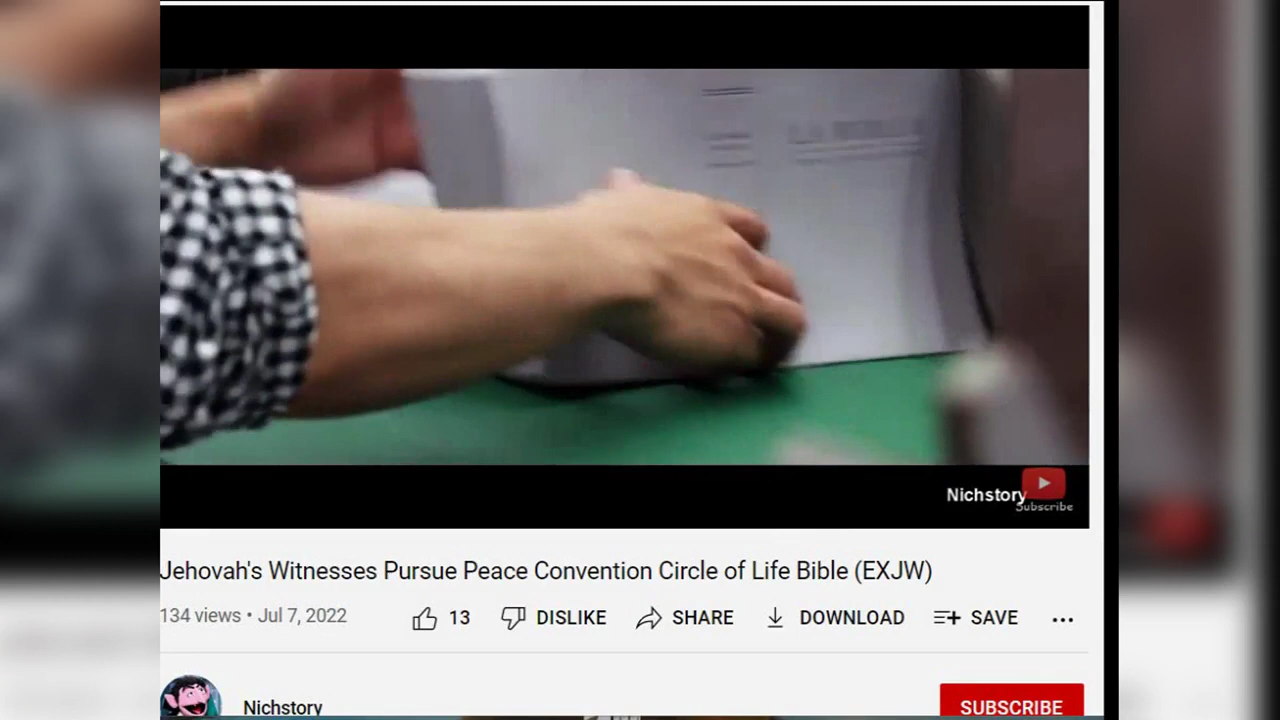 Nichstory
Subscribe
Jehovah's Witnesses Pursue Peace Convention Circle of Life Bible (EXJW)
134 views • Jul 7, 2022
13
DISLIKE
SHARE
DOWNLOAD
SAVE
Nichstory
SUBSCRIBE